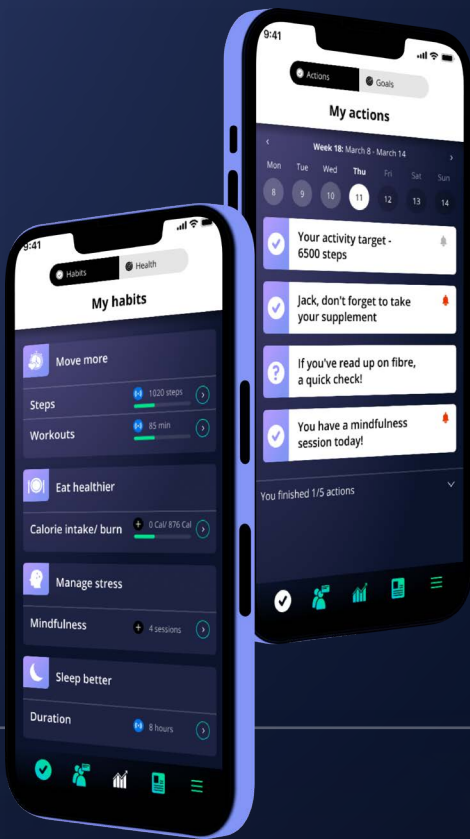 9:41
Actions
Goals
My actions
‹ Week 18: March 8 - March 14 ›
Mon Tue Wed Thu Fri Sat Sun
8 9 10 11 12 13 14
Your activity target -
6500 steps
Jack, don't forget to take
your supplement
?
If you've read up on fibre,
a quick check!
You have a mindfulness
session today!
You finished 1/5 actions
9:41
Habits
Health
My habits
Move more
Steps 1020 steps
Workouts 85 min
Eat healthier
Calorie intake/ burn + 0 Cal/ 876 Cal
Manage stress
Mindfulness + 4 sessions
Sleep better
Duration 8 hours